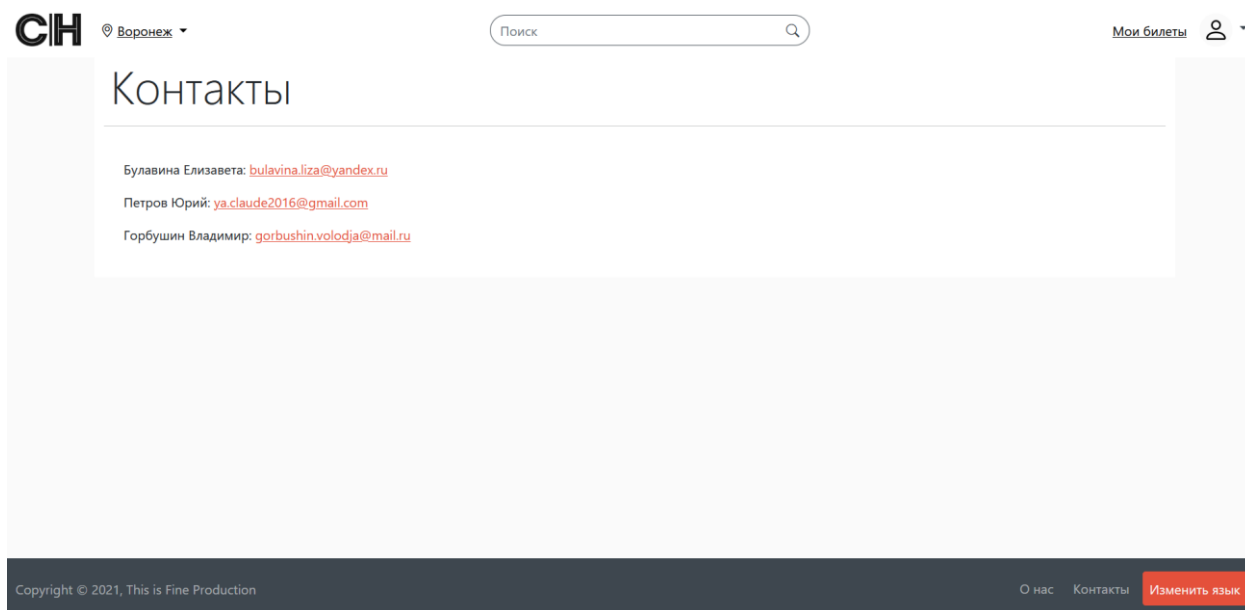 CH Воронеж Поиск Мои билеты
Контакты
Булавина Елизавета: bulavina.liza@yandex.ru
Петров Юрий: ya.claude2016@gmail.com
Горбушин Владимир: gorbushin.volodja@mail.ru
Copyright © 2021, This is Fine Production О нас Контакты Изменить язык